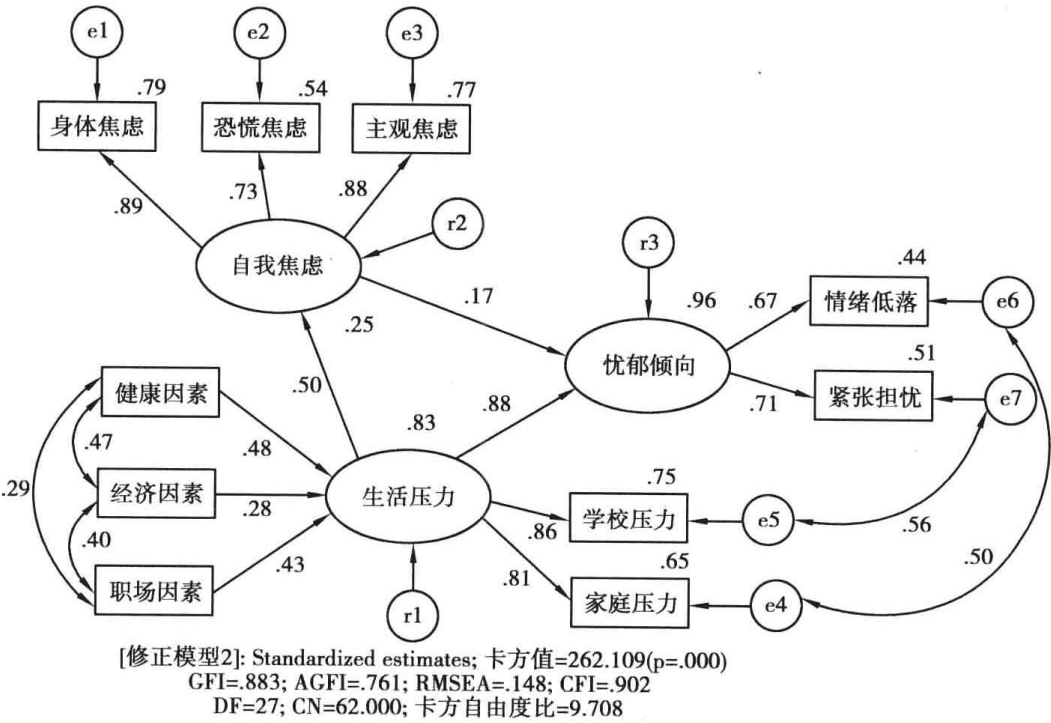 e1
e2
e3
.79
.54
.77
身体焦虑
恐慌焦虑
主观焦虑
.89
.73
.88
r2
r3
自我焦虑
.17
.25
.96
.67
.44
情绪低落
e6
忧郁倾向
.51
.71
紧张担忧
e7
.50
.88
.83
健康因素
.47
.48
.29
经济因素
.28
生活压力
.75
.86
学校压力
e5
.56
.40
.43
.81
.65
.50
职场因素
r1
家庭压力
e4
[修正模型2]: Standardized estimates; 卡方值=262.109(p=.000)
GFI=.883; AGFI=.761; RMSEA=.148; CFI=.902
DF=27; CN=62.000; 卡方自由度比=9.708